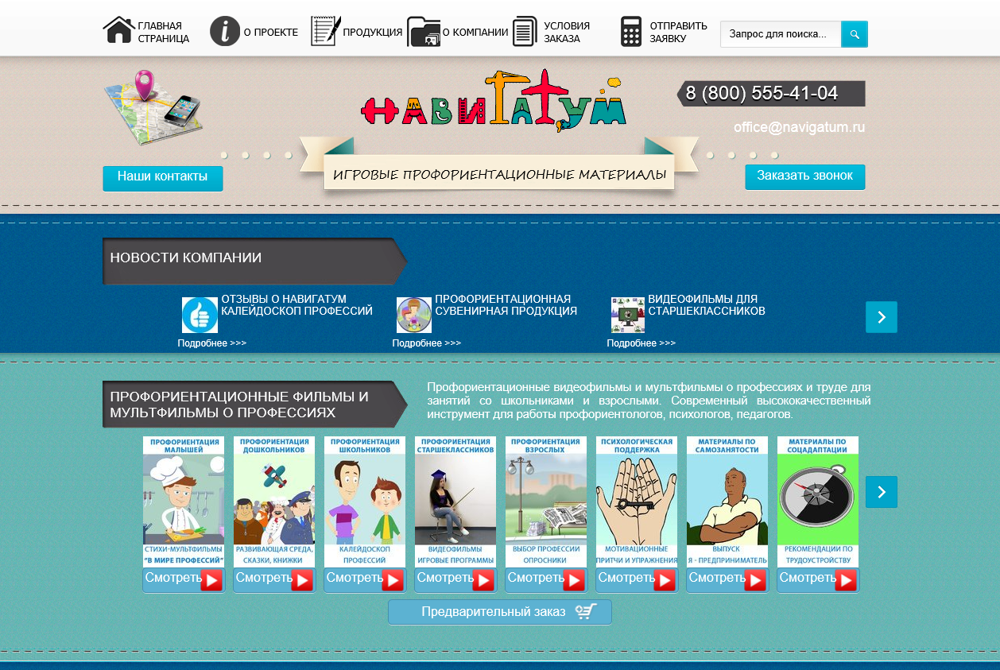 ГЛАВНАЯ
СТРАНИЦА
О ПРОЕКТЕ
ПРОДУКЦИЯ
О КОМПАНИИ
УСЛОВИЯ
ЗАКАЗА
ОТПРАВИТЬ
ЗАЯВКУ
Запрос для поиска...
НАВИГАТУМ
8 (800) 555-41-04
office@navigatum.ru
Наши контакты
ИГРОВЫЕ ПРОФОРИЕНТАЦИОННЫЕ МАТЕРИАЛЫ
Заказать звонок
НОВОСТИ КОМПАНИИ
ОТЗЫВЫ О НАВИГАТУМ
КАЛЕЙДОСКОП ПРОФЕССИЙ
Подробнее >>>
ПРОФОРИЕНТАЦИОННАЯ
СУВЕНИРНАЯ ПРОДУКЦИЯ
Подробнее >>>
ВИДЕОФИЛЬМЫ ДЛЯ
СТАРШЕКЛАССНИКОВ
Подробнее >>>
ПРОФОРИЕНТАЦИОННЫЕ ФИЛЬМЫ И
МУЛЬТФИЛЬМЫ О ПРОФЕССИЯХ
Профориентационные видеофильмы и мультфильмы о профессиях и труде для
занятий со школьниками и взрослыми. Современный высококачественный
инструмент для работы профориентологов, психологов, педагогов.
ПРОФОРИЕНТАЦИЯ
МАЛЫШЕЙ
СТИХИ-МУЛЬТФИЛЬМЫ
"В МИРЕ ПРОФЕССИЙ"
Смотреть
ПРОФОРИЕНТАЦИЯ
ДОШКОЛЬНИКОВ
РАЗВИВАЮЩАЯ СРЕДА,
СКАЗКИ, КНИЖКИ
Смотреть
ПРОФОРИЕНТАЦИЯ
ШКОЛЬНИКОВ
КАЛЕЙДОСКОП
ПРОФЕССИЙ
Смотреть
ПРОФОРИЕНТАЦИЯ
СТАРШЕКЛАССНИКОВ
ВИДЕОФИЛЬМЫ
ИГРОВЫЕ ПРОГРАММЫ
Смотреть
ПРОФОРИЕНТАЦИЯ
ВЗРОСЛЫХ
ВЫБОР ПРОФЕССИИ
ОПРОСНИКИ
Смотреть
ПСИХОЛОГИЧЕСКАЯ
ПОДДЕРЖКА
МОТИВАЦИОННЫЕ
ПРИТЧИ И УПРАЖНЕНИЯ
Смотреть
МАТЕРИАЛЫ ПО
САМОЗАНЯТОСТИ
ВЫПУСК
Я - ПРЕДПРИНИМАТЕЛЬ
Смотреть
МАТЕРИАЛЫ ПО
СОЦАДАПТАЦИИ
РЕКОМЕНДАЦИИ ПО
ТРУДОУСТРОЙСТВУ
Смотреть
Предварительный заказ